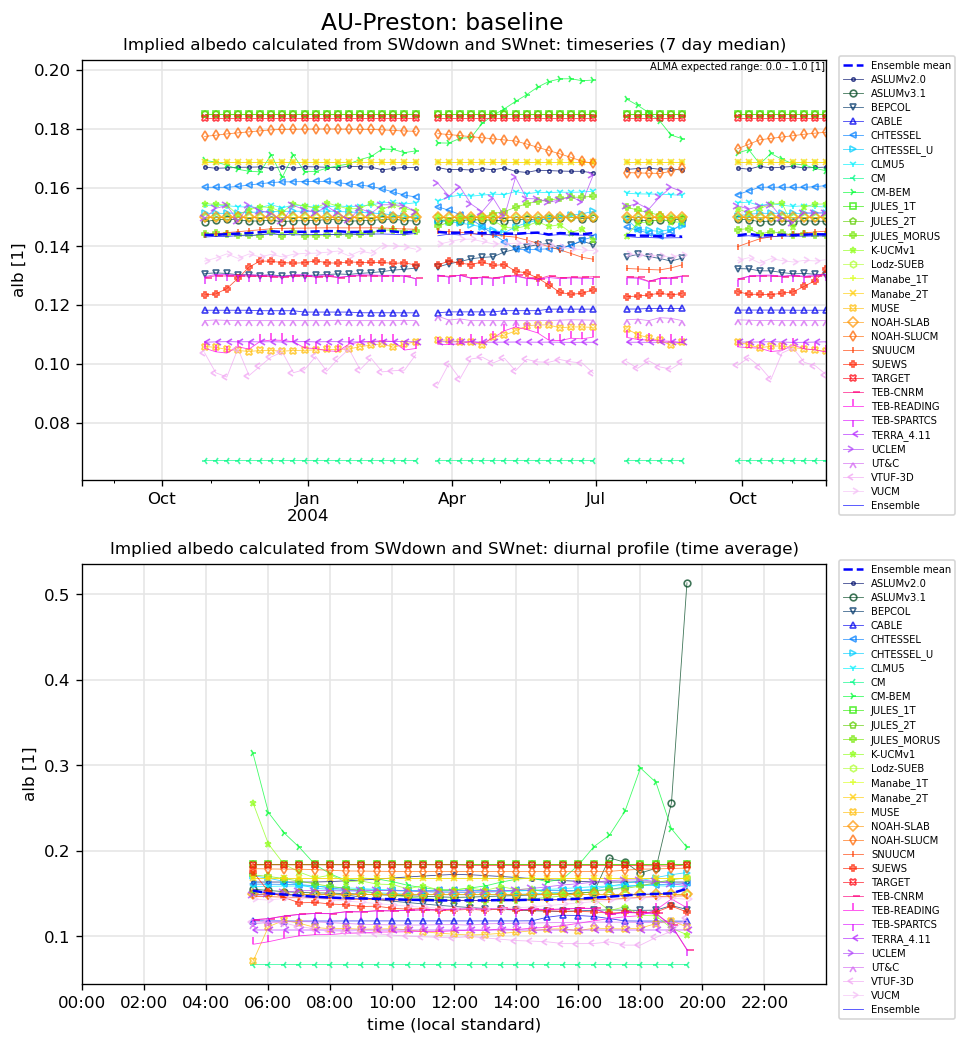 AU-Preston: baseline
Implied albedo calculated from SWdown and SWnet: timeseries (7 day median)
ALMA expected range: 0.0 - 1.0 [1]
0.20
0.18
0.16
0.14
0.12
0.10
0.08
alb [1]
Oct
Jan
2004
Apr
Jul
Oct
Ensemble mean
ASLUMv2.0
ASLUMv3.1
BEPCOL
CABLE
CHTESSEL
CHTESSEL_U
CLMU5
CM
CM-BEM
JULES_1T
JULES_2T
JULES_MORUS
K-UCMv1
Lodz-SUEB
Manabe_1T
Manabe_2T
MUSE
NOAH-SLAB
NOAH-SLUCM
SNUUCM
SUEWS
TARGET
TEB-CNRM
TEB-READING
TEB-SPARTCS
TERRA_4.11
UCLEM
UT&C
VTUF-3D
VUCM
Ensemble
Implied albedo calculated from SWdown and SWnet: diurnal profile (time average)
0.5
0.4
0.3
0.2
0.1
alb [1]
00:00
02:00
04:00
06:00
08:00
10:00
12:00
14:00
16:00
18:00
20:00
22:00
time (local standard)
Ensemble mean
ASLUMv2.0
ASLUMv3.1
BEPCOL
CABLE
CHTESSEL
CHTESSEL_U
CLMU5
CM
CM-BEM
JULES_1T
JULES_2T
JULES_MORUS
K-UCMv1
Lodz-SUEB
Manabe_1T
Manabe_2T
MUSE
NOAH-SLAB
NOAH-SLUCM
SNUUCM
SUEWS
TARGET
TEB-CNRM
TEB-READING
TEB-SPARTCS
TERRA_4.11
UCLEM
UT&C
VTUF-3D
VUCM
Ensemble